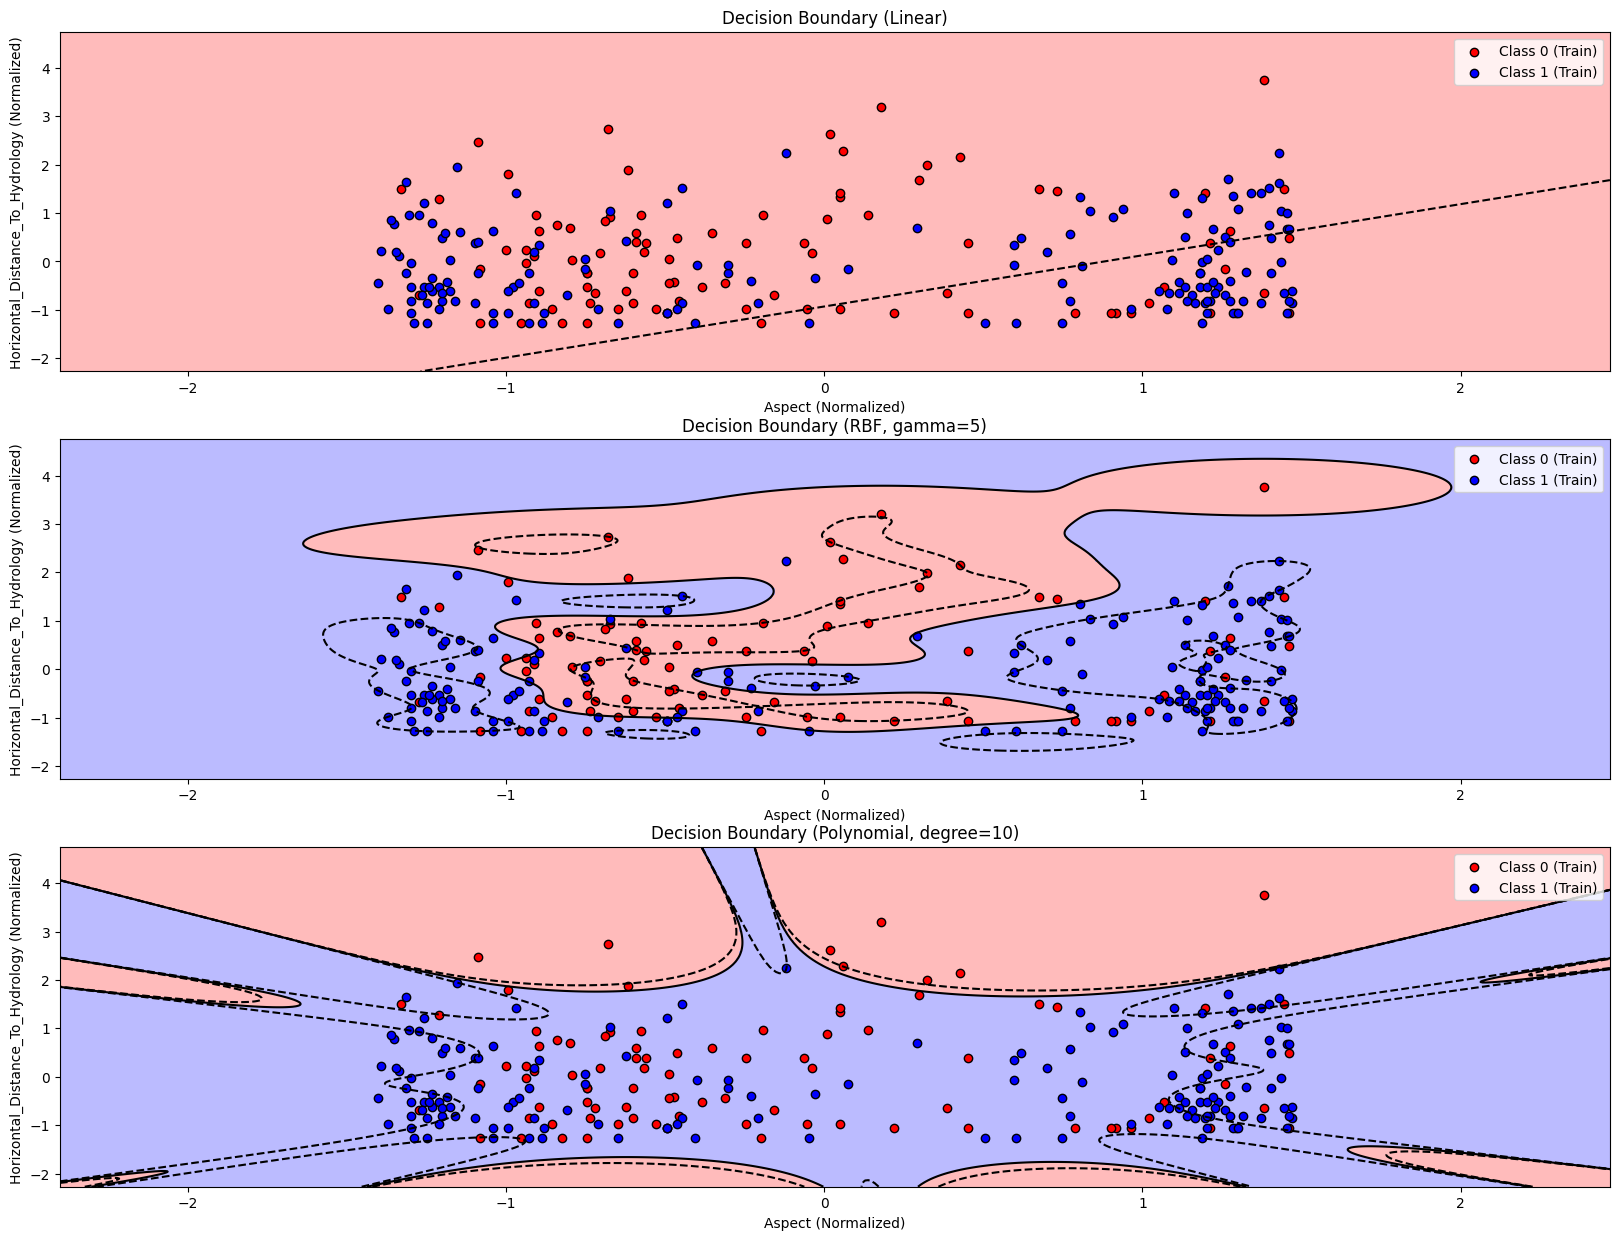 Decision Boundary (Linear)
Horizontal_Distance_To_Hydrology (Normalized)
4
3
2
1
0
−1
−2
Class 0 (Train)
Class 1 (Train)
−2 −1 0 1 2
Aspect (Normalized)
Decision Boundary (RBF, gamma=5)
Horizontal_Distance_To_Hydrology (Normalized)
4
3
2
1
0
−1
−2
Class 0 (Train)
Class 1 (Train)
−2 −1 0 1 2
Aspect (Normalized)
Decision Boundary (Polynomial, degree=10)
Horizontal_Distance_To_Hydrology (Normalized)
4
3
2
1
0
−1
−2
Class 0 (Train)
Class 1 (Train)
−2 −1 0 1 2
Aspect (Normalized)